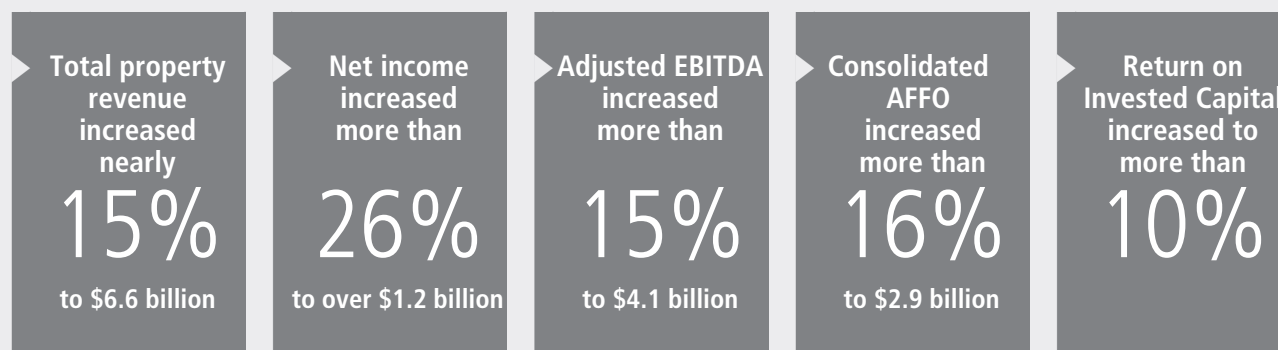 Total property
revenue
increased
nearly
15%
to $6.6 billion
Net income
increased
more than
26%
to over $1.2 billion
Adjusted EBITDA
increased
more than
15%
to $4.1 billion
Consolidated
AFFO
increased
more than
16%
to $2.9 billion
Return on
Invested Capital
increased to
more than
10%